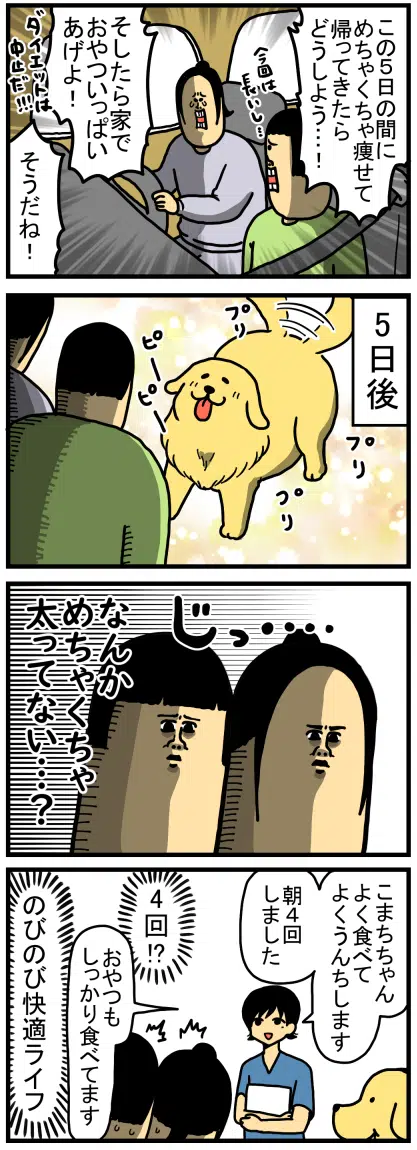 この5日の間に
めちゃくちゃ痩せて
帰ってきたら
どうしよう…!
今回は
長いし…
そしたら家で
おやついっぱい
あげよ!
ダイエットは
中止だ!!!
そうだね!
5日後
プリ
プリ
プリ
ピー
ピー
じっ‥‥‥
なんか
めちゃくちゃ
太ってない…?
こまちちゃん
よく食べて
よくうんちします
朝4回
しました
4回!?
おやつも
しっかり食べてます
のびのび快適ライフ